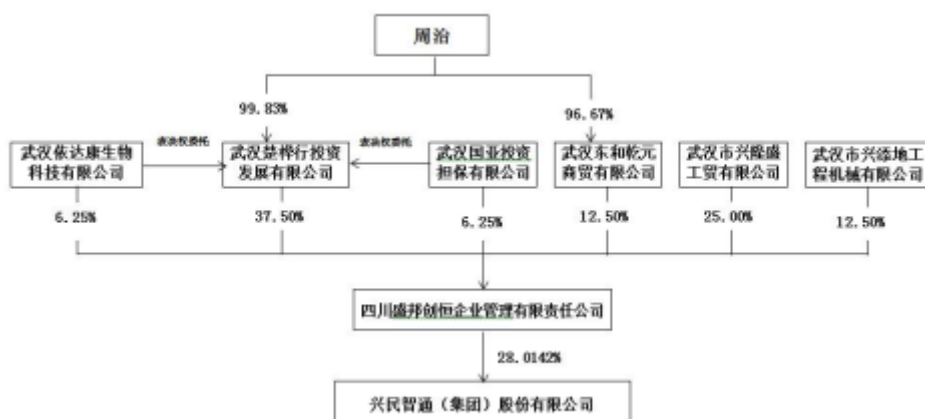 周治
99.83%
96.67%
武汉依达康生物
科技有限公司
表决权委托
武汉楚桦行投资
发展有限公司
表决权委托
武汉国业投资
担保有限公司
武汉东和乾元
商贸有限公司
武汉市兴隆盛
工贸有限公司
武汉市兴添地工
程机械有限公司
6.25%
37.50%
6.25%
12.50%
25.00%
12.50%
四川盛邦创恒企业管理有限责任公司
28.0142%
兴民智通（集团）股份有限公司